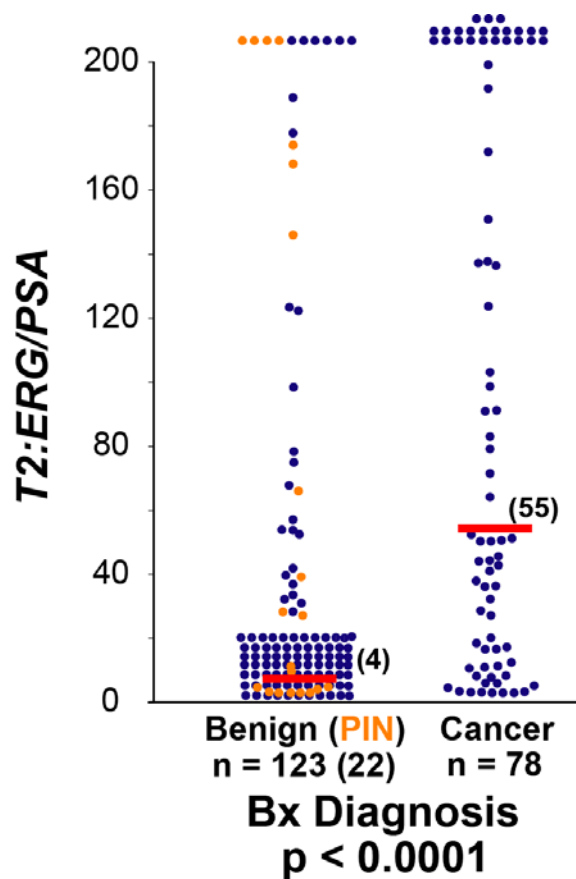 T2:ERG/PSA
200
160
120
80
40
0
(4)
(55)
Benign (PIN)
n = 123 (22)
Cancer
n = 78
Bx Diagnosis
p < 0.0001